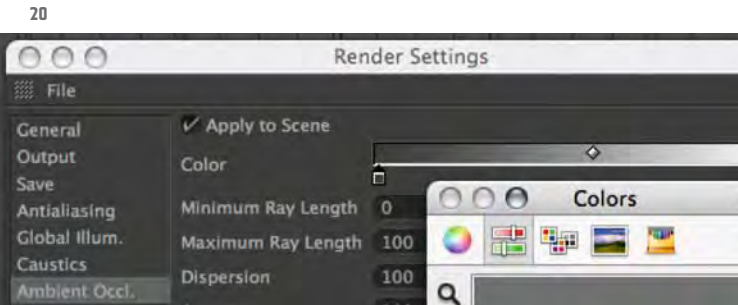 20
Render Settings
File
General
Output
Save
Antialiasing
Global Illum.
Caustics
Ambient Occl.
Apply to Scene
Color
Minimum Ray Length 0
Maximum Ray Length 100
Dispersion 100
Colors